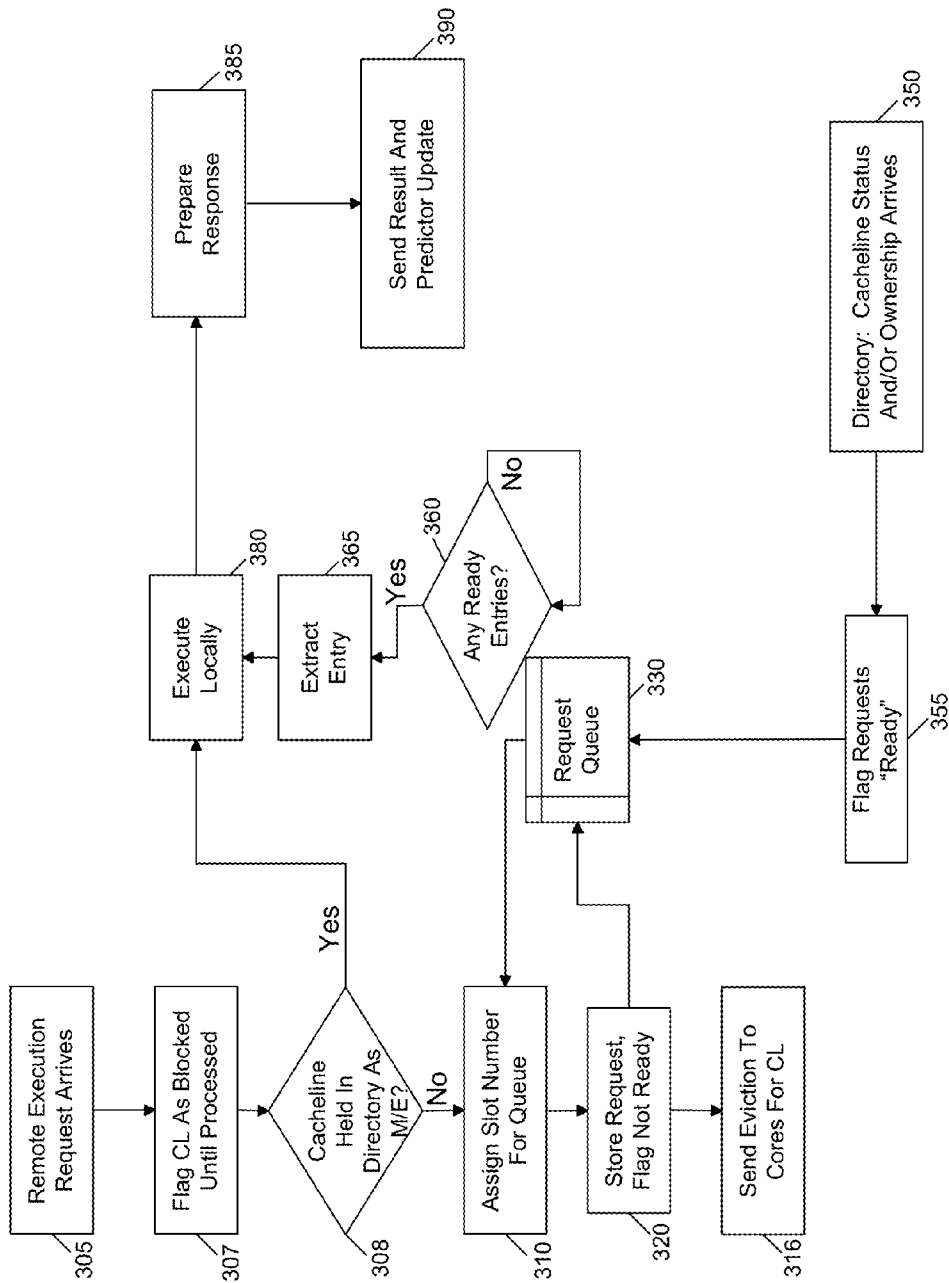 Remote Execution
Request Arrives
305
Flag CL As Blocked
Until Processed
307
Cacheline
Held In
Directory As
M/E?
308
Yes
No
Assign Slot Number
For Queue
310
Store Request,
Flag Not Ready
320
Send Eviction To
Cores For CL
316
Execute
Locally
380
Extract
Entry
365
Yes
Any Ready
Entries?
360
No
Request
Queue
330
Prepare
Response
385
Send Result And
Predictor Update
390
Directory: Cacheline Status
And/Or Ownership Arrives
350
Flag Requests
“Ready”
355